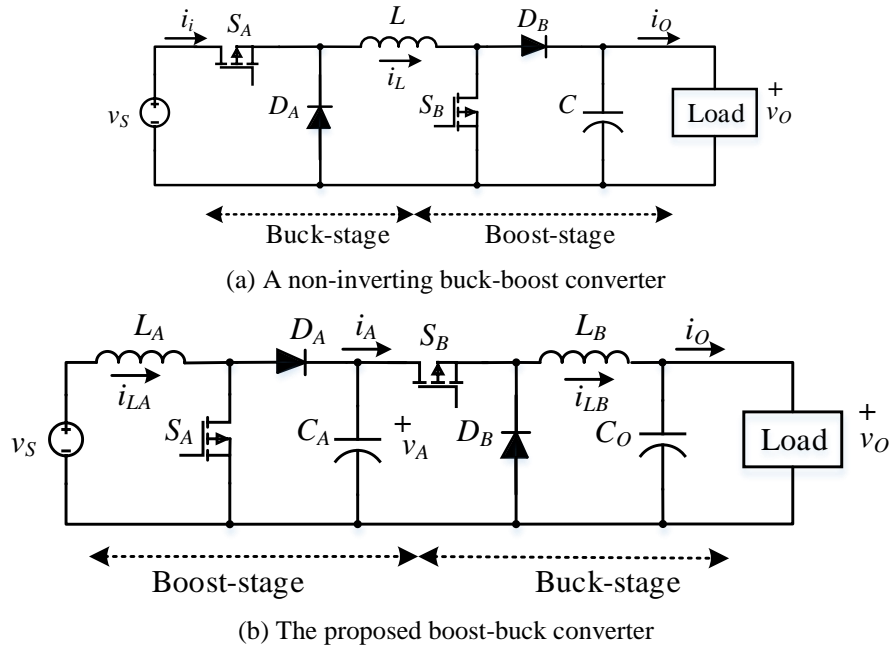 i_i S_A L D_B i_O
i_L
v_S D_A S_B C Load + v_O
Buck-stage Boost-stage
(a) A non-inverting buck-boost converter
L_A D_A i_A S_B L_B i_O
i_LA i_LB
v_S S_A C_A + v_A D_B C_O Load + v_O
Boost-stage Buck-stage
(b) The proposed boost-buck converter